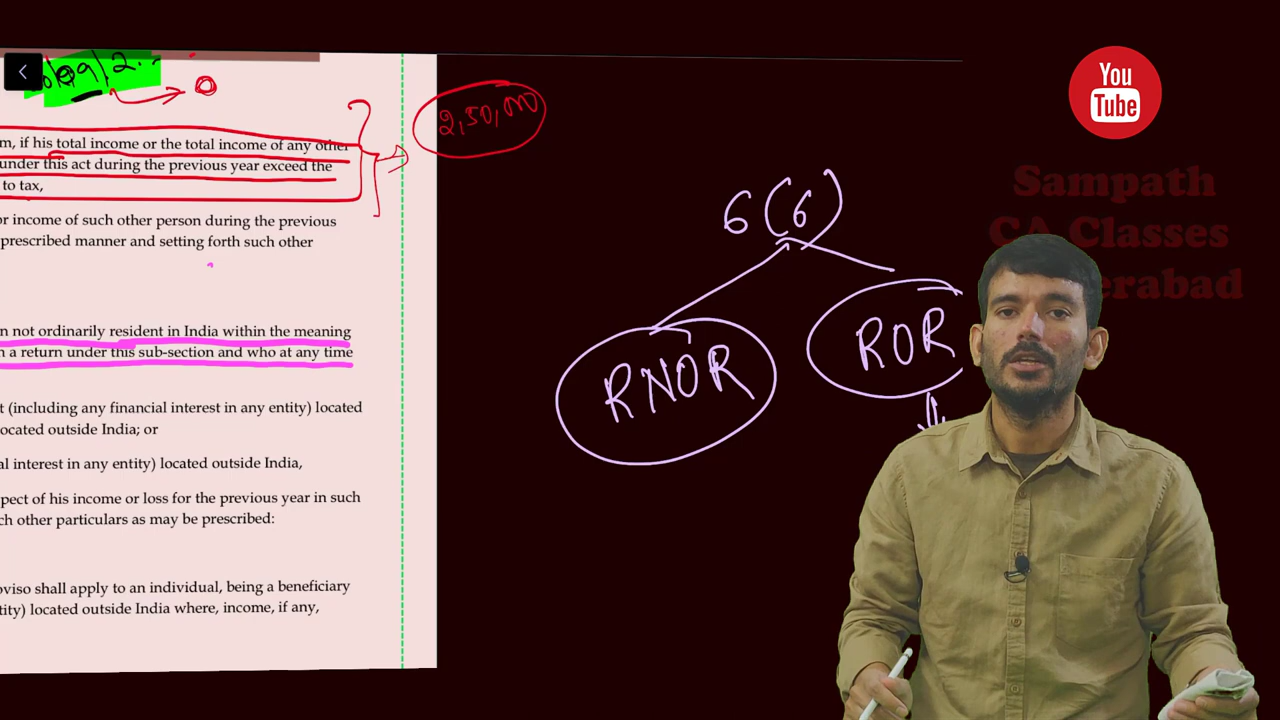 m, if his total income or the total income of any other
under this act during the previous year exceed the
to tax,
or income of such other person during the previous
prescribed manner and setting forth such other
n not ordinarily resident in India within the meaning
n a return under this sub-section and who at any time
t (including any financial interest in any entity) located
ocated outside India; or
al interest in any entity) located outside India,
pect of his income or loss for the previous year in such
ch other particulars as may be prescribed:
oviso shall apply to an individual, being a beneficiary
tity) located outside India where, income, if any,
2,50,000
6(6)
RNOR
ROR
You
Tube
Sampath
CA Classes
erabad